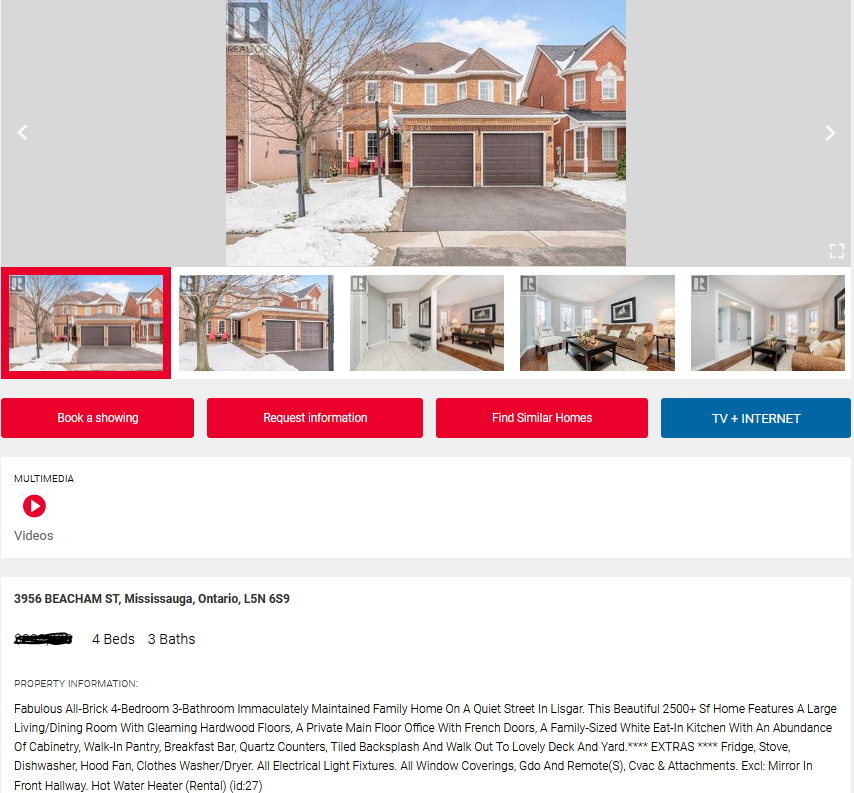 REALTOR
Book a showing
Request information
Find Similar Homes
TV + INTERNET
MULTIMEDIA
Videos
3956 BEACHAM ST, Mississauga, Ontario, L5N 6S9
4 Beds 3 Baths
PROPERTY INFORMATION:
Fabulous All-Brick 4-Bedroom 3-Bathroom Immaculately Maintained Family Home On A Quiet Street In Lisgar. This Beautiful 2500+ Sf Home Features A Large
Living/Dining Room With Gleaming Hardwood Floors, A Private Main Floor Office With French Doors, A Family-Sized White Eat-In Kitchen With An Abundance
Of Cabinetry, Walk-In Pantry, Breakfast Bar, Quartz Counters, Tiled Backsplash And Walk Out To Lovely Deck And Yard.**** EXTRAS **** Fridge, Stove,
Dishwasher, Hood Fan, Clothes Washer/Dryer. All Electrical Light Fixtures. All Window Coverings, Gdo And Remote(S), Cvac & Attachments. Excl: Mirror In
Front Hallway. Hot Water Heater (Rental) (id:27)